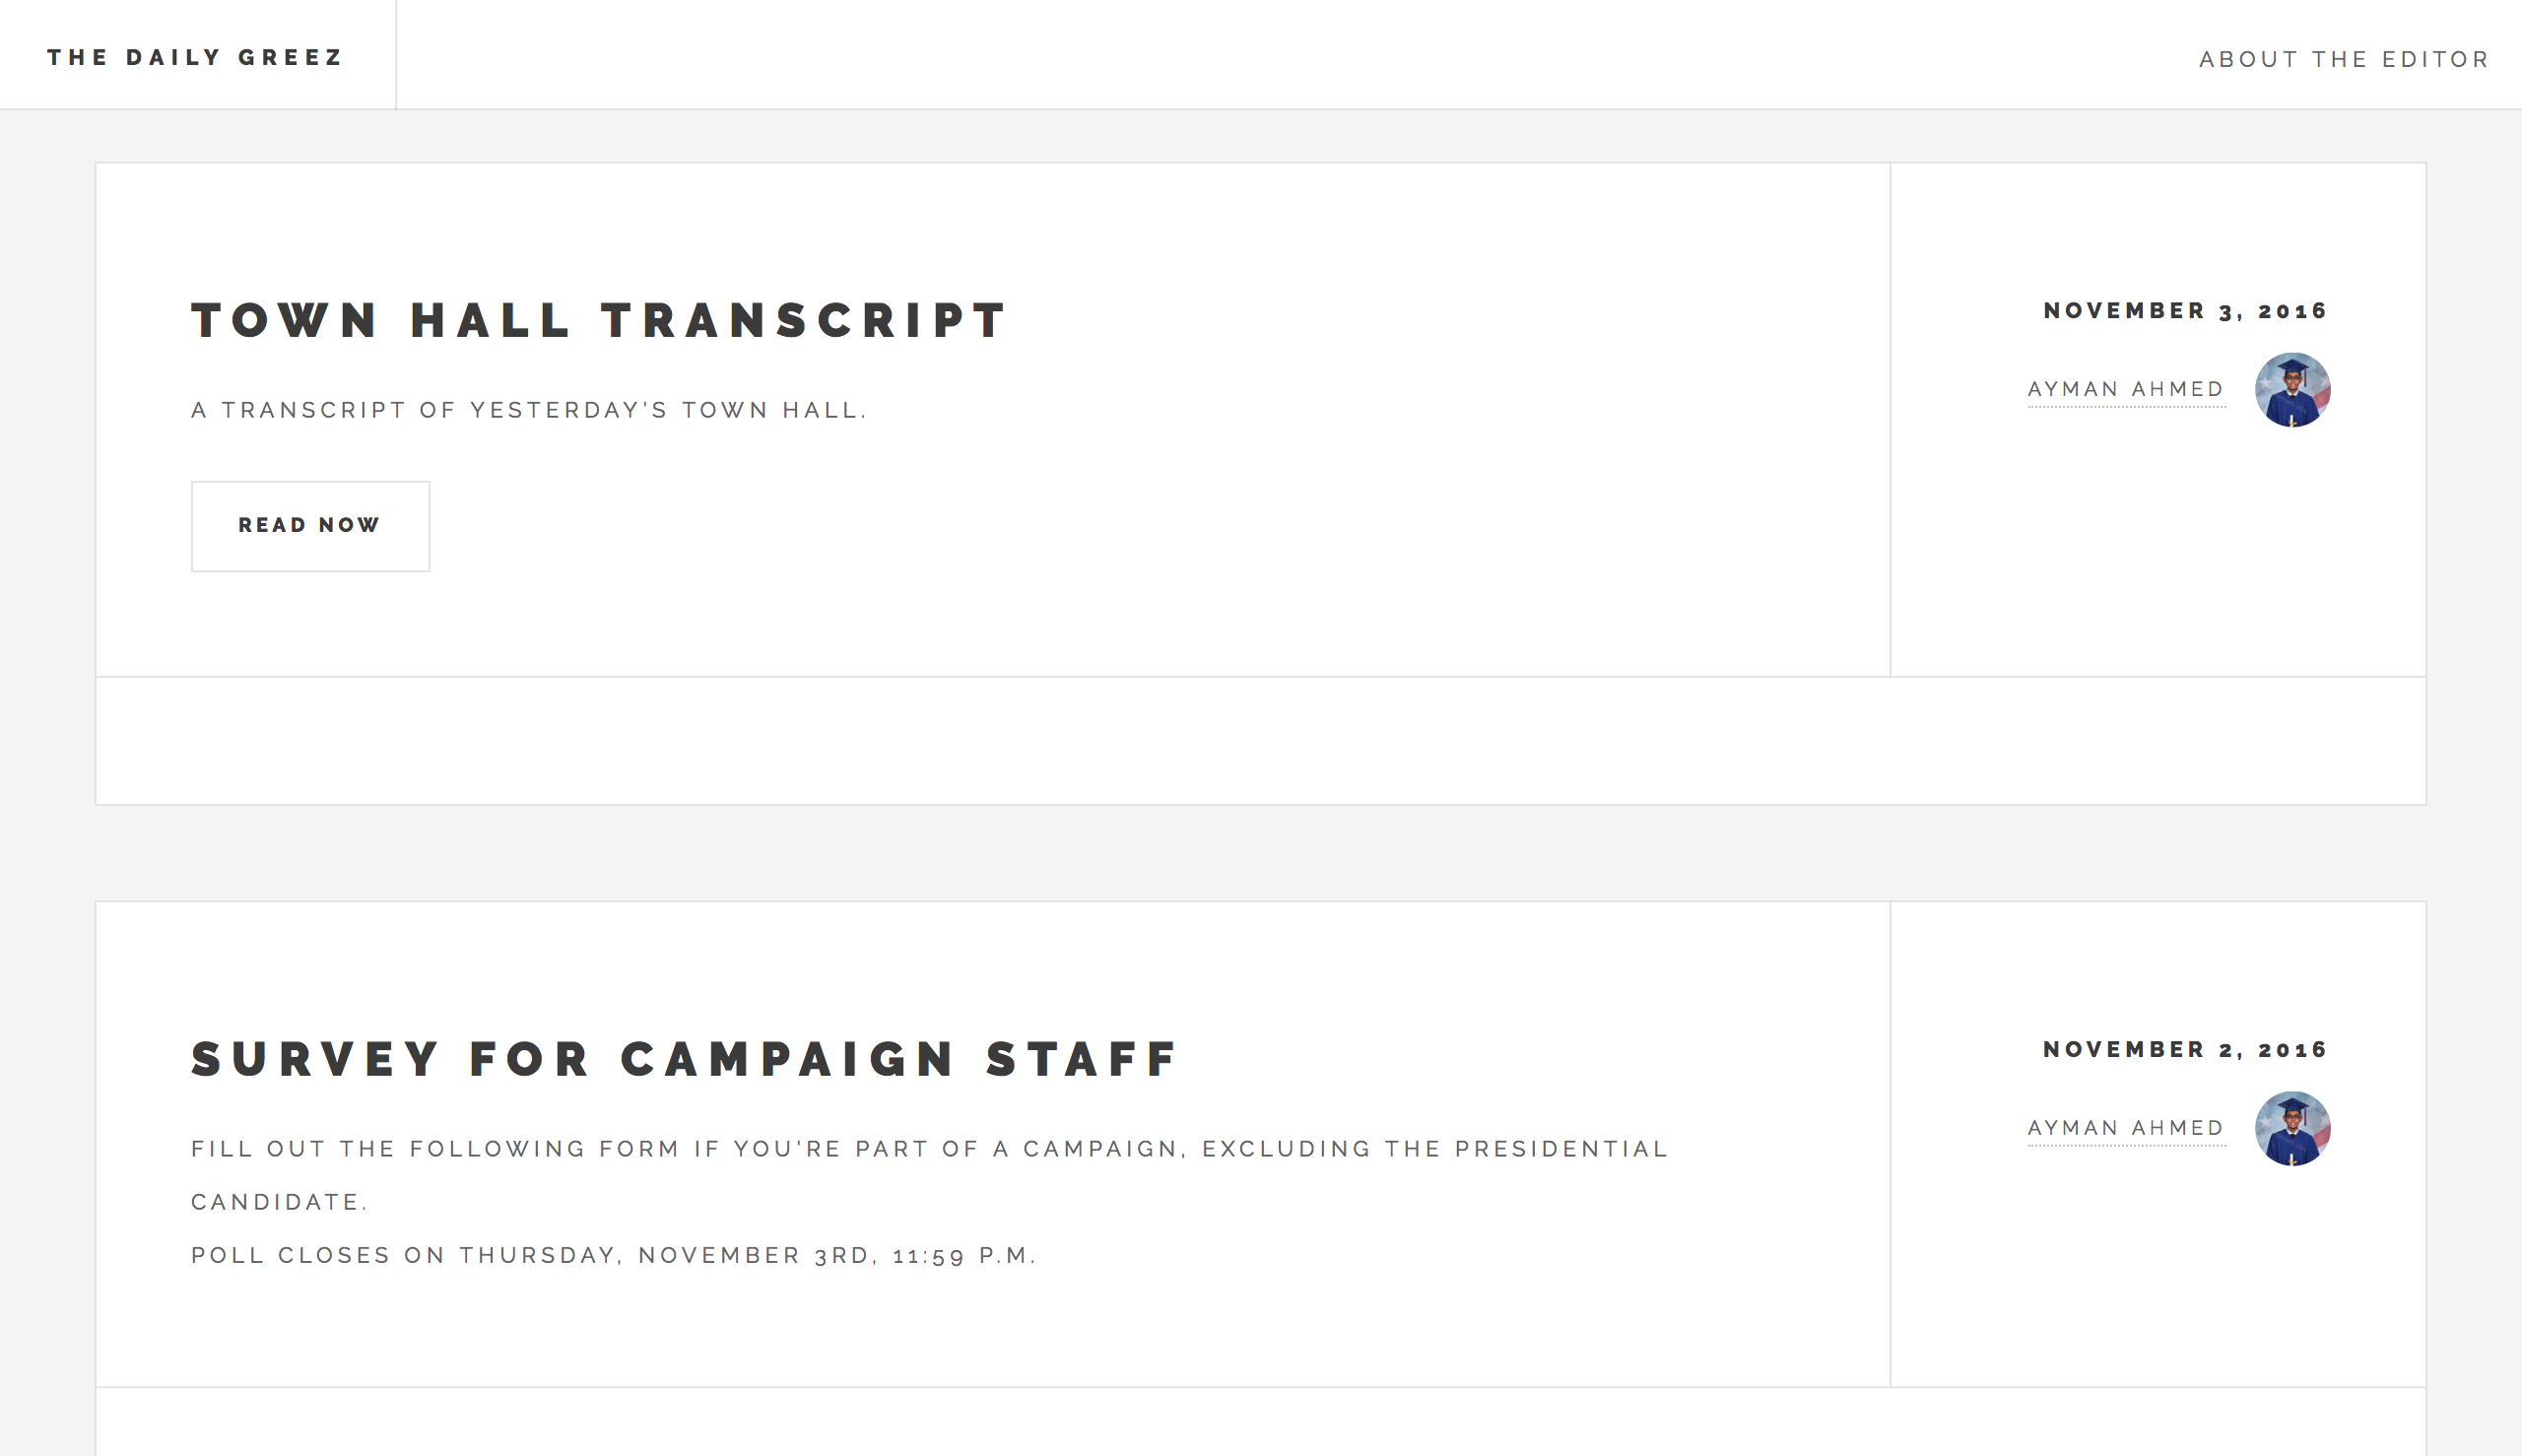 THE DAILY GREEZ
ABOUT THE EDITOR
TOWN HALL TRANSCRIPT
A TRANSCRIPT OF YESTERDAY'S TOWN HALL.
READ NOW
NOVEMBER 3, 2016
AYMAN AHMED
SURVEY FOR CAMPAIGN STAFF
FILL OUT THE FOLLOWING FORM IF YOU'RE PART OF A CAMPAIGN, EXCLUDING THE PRESIDENTIAL
CANDIDATE.
POLL CLOSES ON THURSDAY, NOVEMBER 3RD, 11:59 P.M.
NOVEMBER 2, 2016
AYMAN AHMED